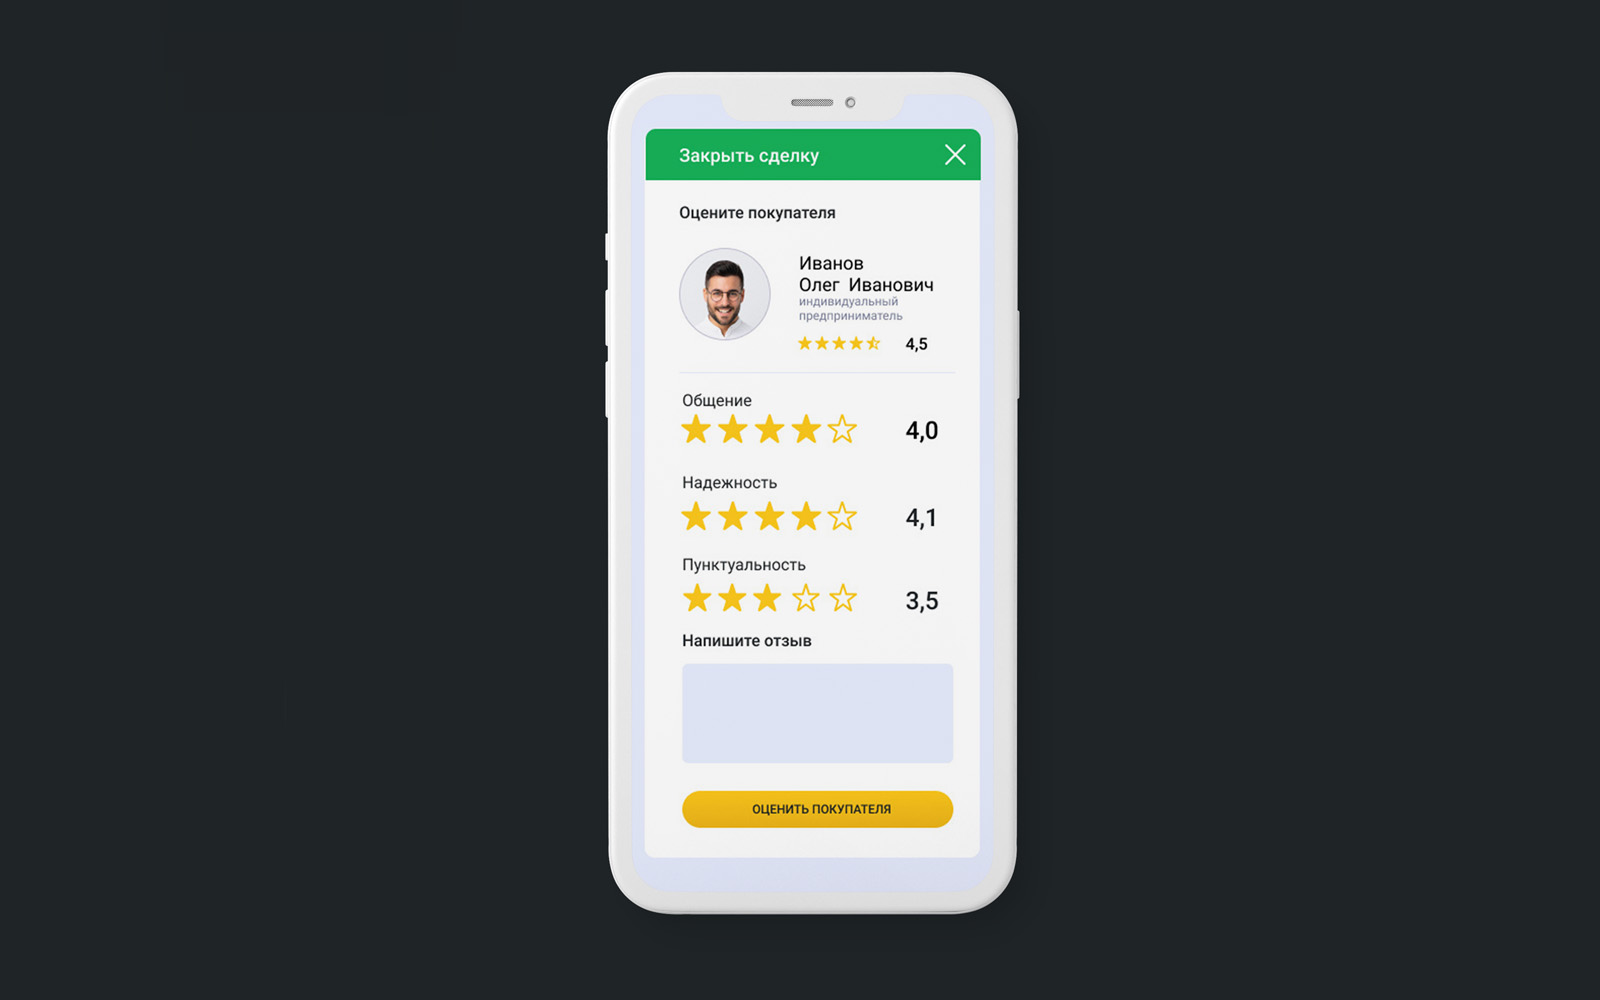 Закрыть сделку
Оцените покупателя
Иванов
Олег Иванович
индивидуальный
предприниматель
4,5
Общение
4,0
Надежность
4,1
Пунктуальность
3,5
Напишите отзыв
ОЦЕНИТЬ ПОКУПАТЕЛЯ